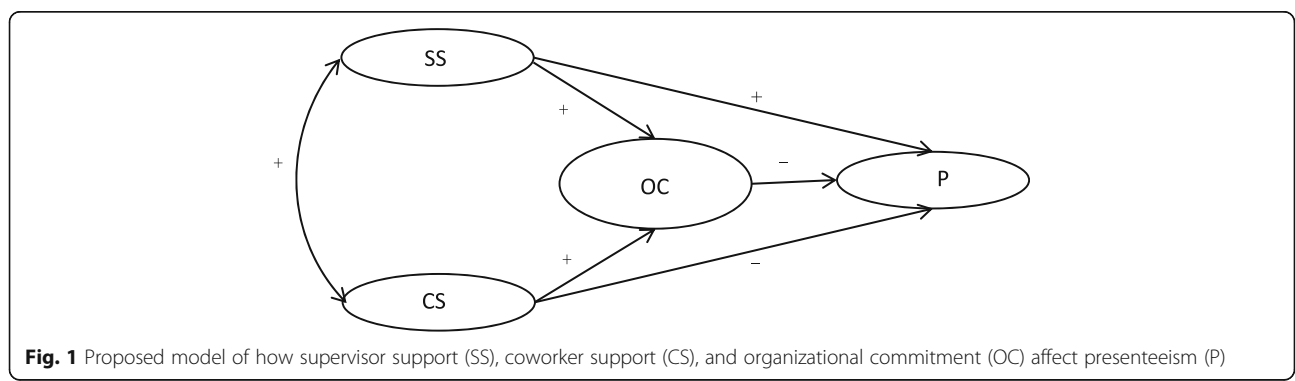 SS
+
+
+
OC
−
P
+
−
CS
Fig. 1 Proposed model of how supervisor support (SS), coworker support (CS), and organizational commitment (OC) affect presenteeism (P)